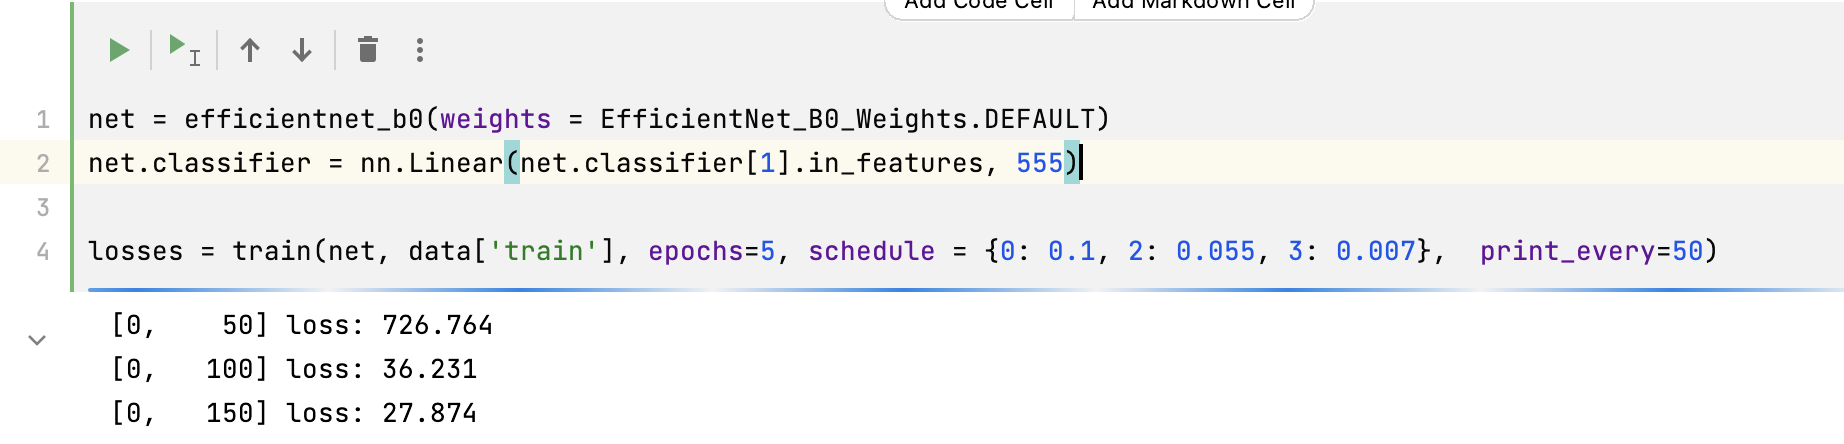 Add Code Cell Add Markdown Cell
1 net = efficientnet_b0(weights = EfficientNet_B0_Weights.DEFAULT)
2 net.classifier = nn.Linear(net.classifier[1].in_features, 555)
3
4 losses = train(net, data['train'], epochs=5, schedule = {0: 0.1, 2: 0.055, 3: 0.007},  print_every=50)
[0,    50] loss: 726.764
[0,   100] loss: 36.231
[0,   150] loss: 27.874